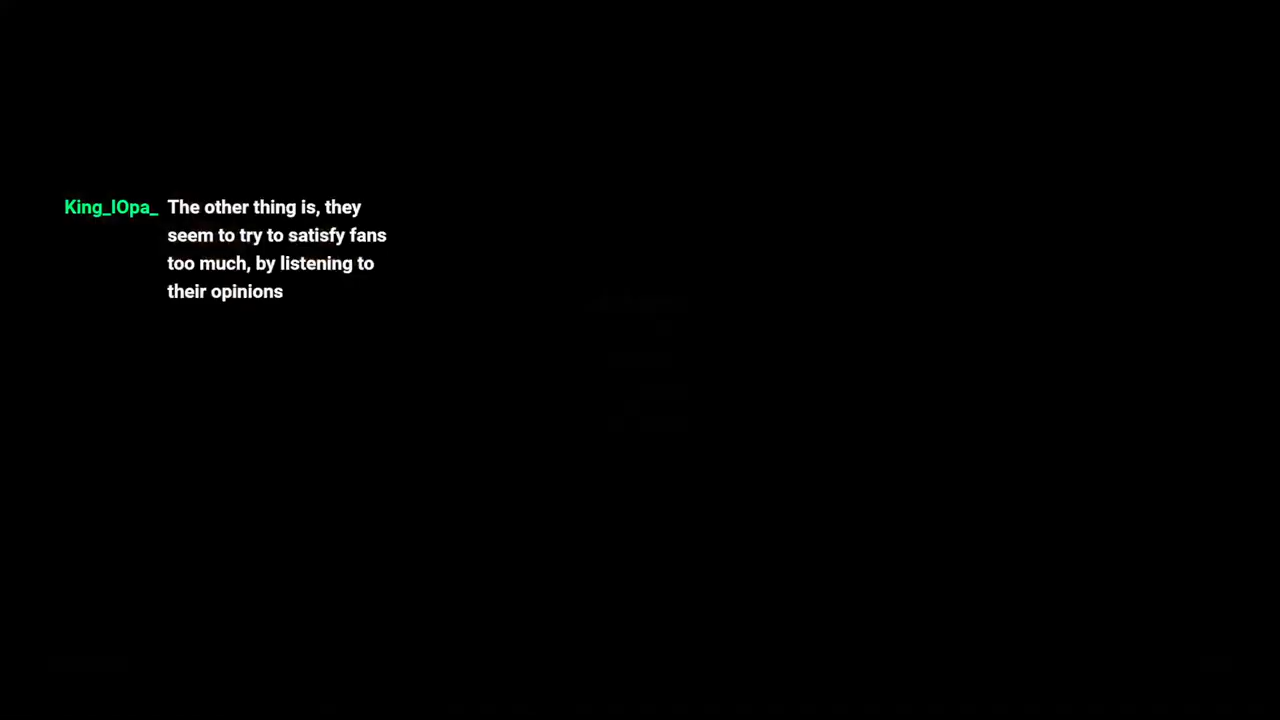 King_lOpa_ The other thing is, they
seem to try to satisfy fans
too much, by listening to
their opinions